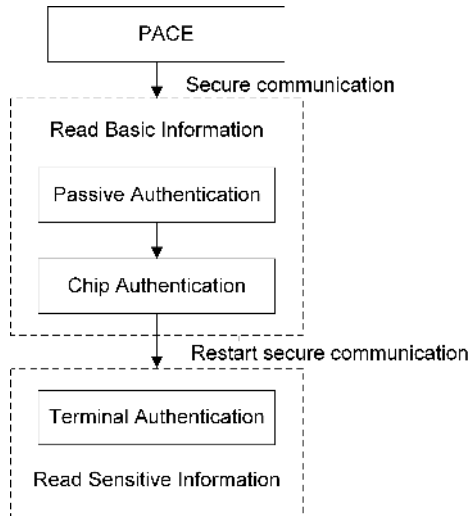 PACE
Secure communication
Read Basic Information
Passive Authentication
Chip Authentication
Restart secure communication
Terminal Authentication
Read Sensitive Information